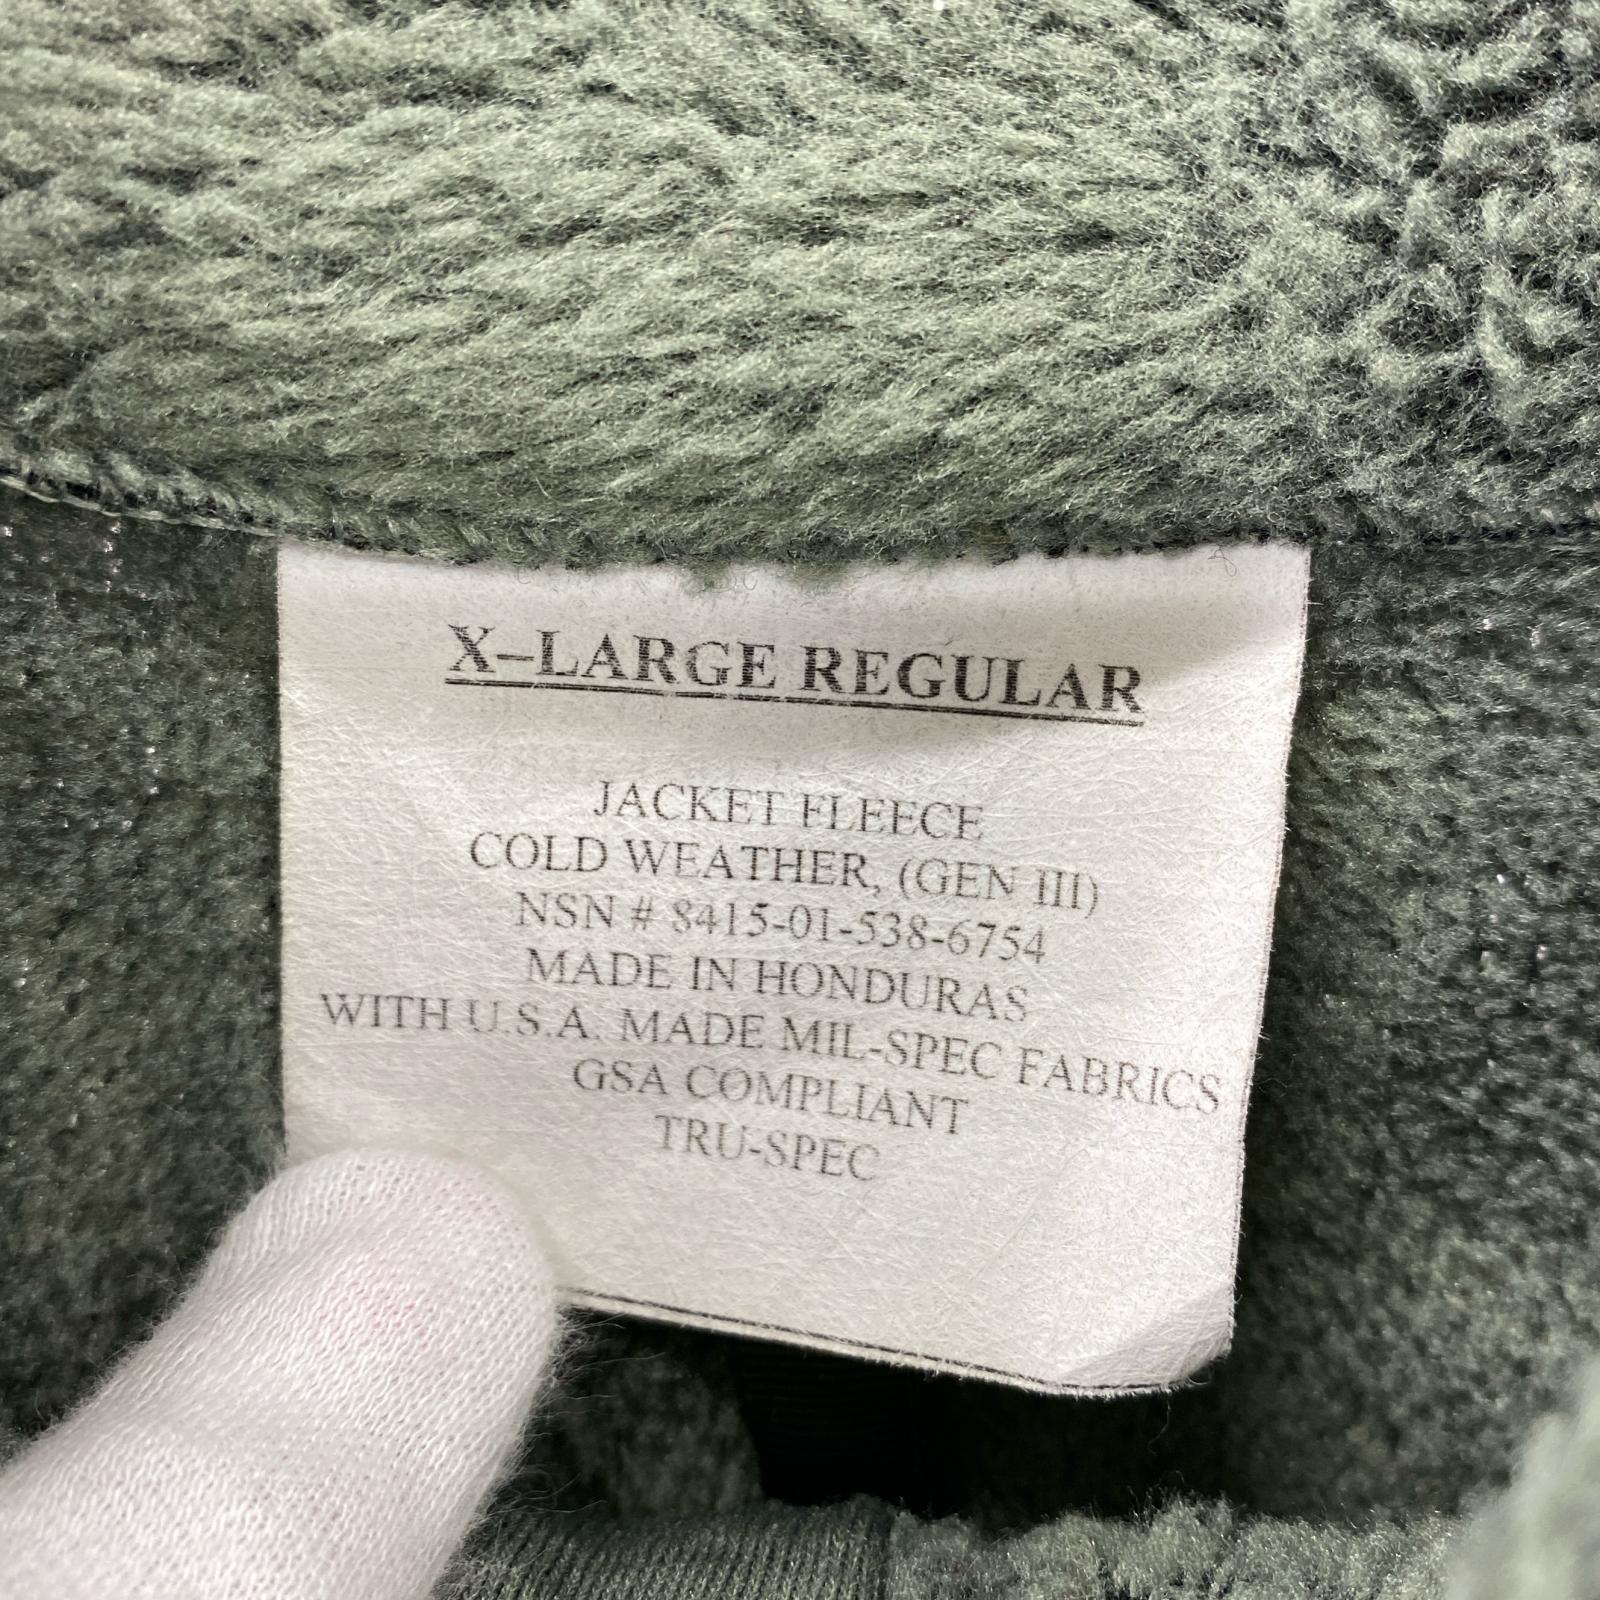 X–LARGE REGULAR
JACKET FLEECE
COLD WEATHER, (GEN III)
NSN # 8415-01-538-6754
MADE IN HONDURAS
WITH U.S.A. MADE MIL-SPEC FABRICS
GSA COMPLIANT
TRU-SPEC